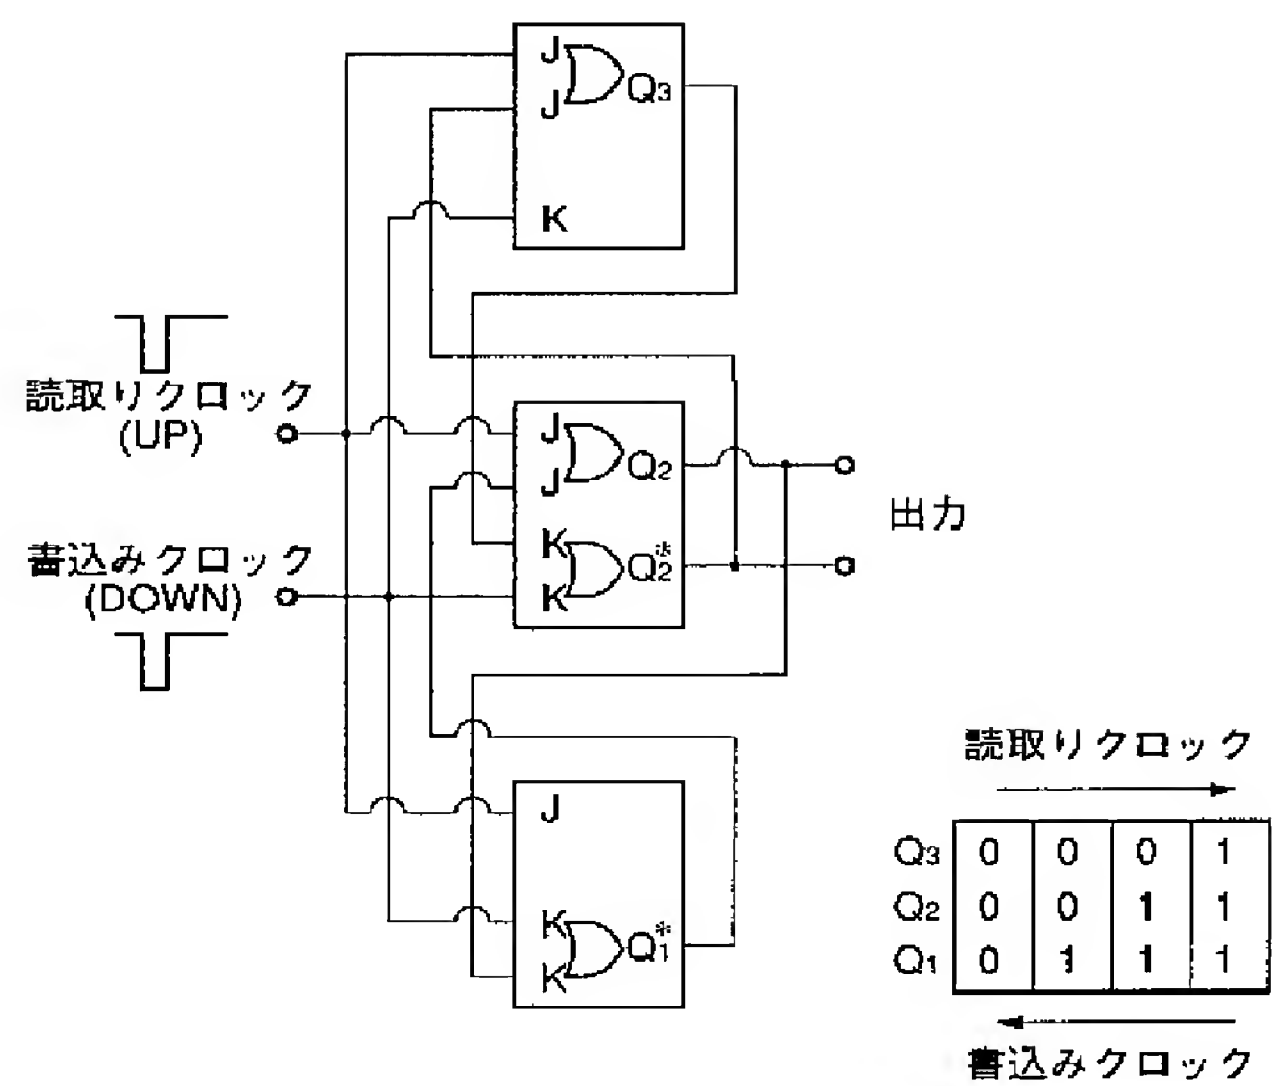 J
J
Q3
K
読取りクロック
(UP)
J
J
Q2
K
K
Q2*
出力
書込みクロック
(DOWN)
J
K
K
Q1*
読取りクロック
Q3 0 0 0 1
Q2 0 0 1 1
Q1 0 1 1 1
書込みクロック